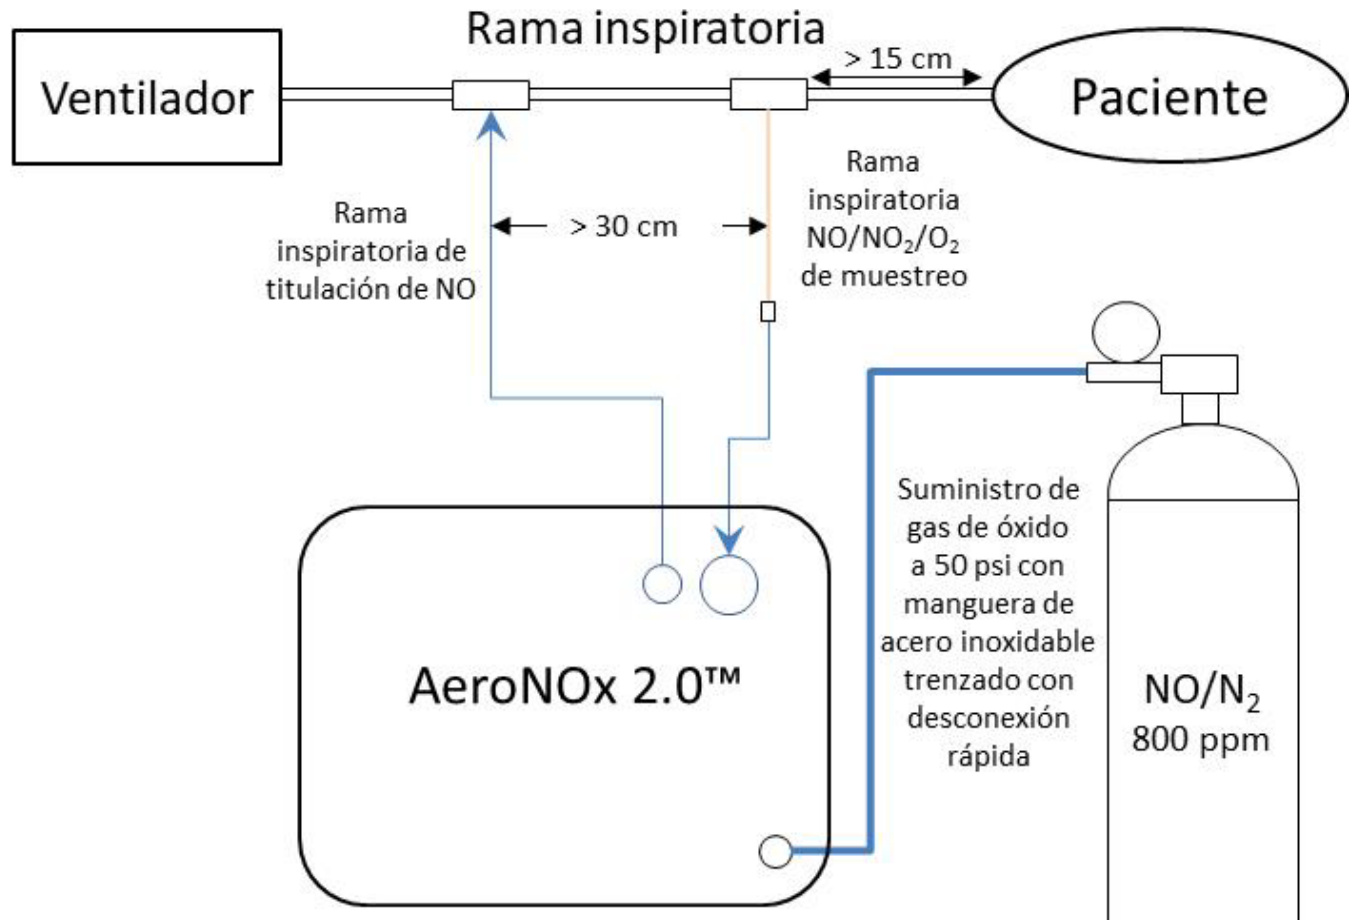 Rama inspiratoria
> 15 cm
Ventilador
Paciente
Rama
inspiratoria de
titulación de NO
> 30 cm
Rama
inspiratoria
NO/NO₂/O₂
de muestreo
Suministro de
gas de óxido
a 50 psi con
manguera de
acero inoxidable
trenzado con
desconexión
rápida
AeroNOx 2.0™
NO/N₂
800 ppm